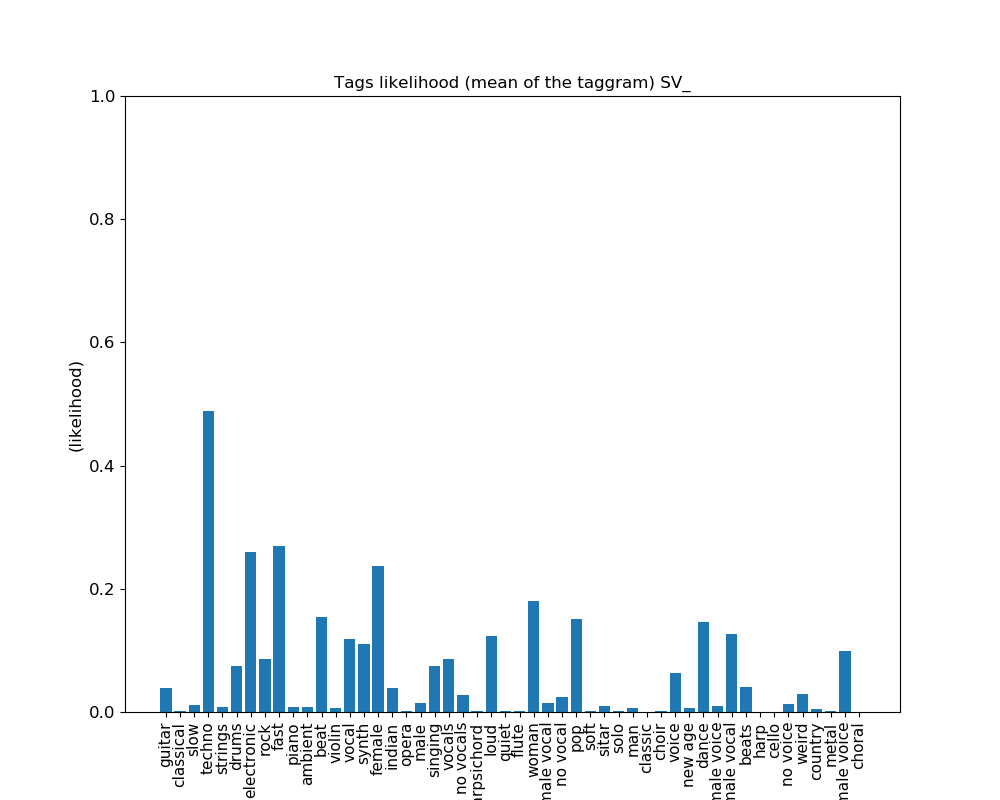 Tags likelihood (mean of the taggram) SV_
1.0
0.8
0.6
0.4
0.2
0.0
(likelihood)
guitar
classical
slow
techno
strings
drums
electronic
rock
fast
piano
ambient
beat
violin
vocal
synth
female
indian
opera
male
singing
vocals
no vocals
arpsichord
loud
quiet
flute
woman
male vocal
no vocal
pop
soft
sitar
solo
man
classic
choir
voice
new age
dance
male voice
male vocal
beats
harp
cello
no voice
weird
country
metal
male voice
choral